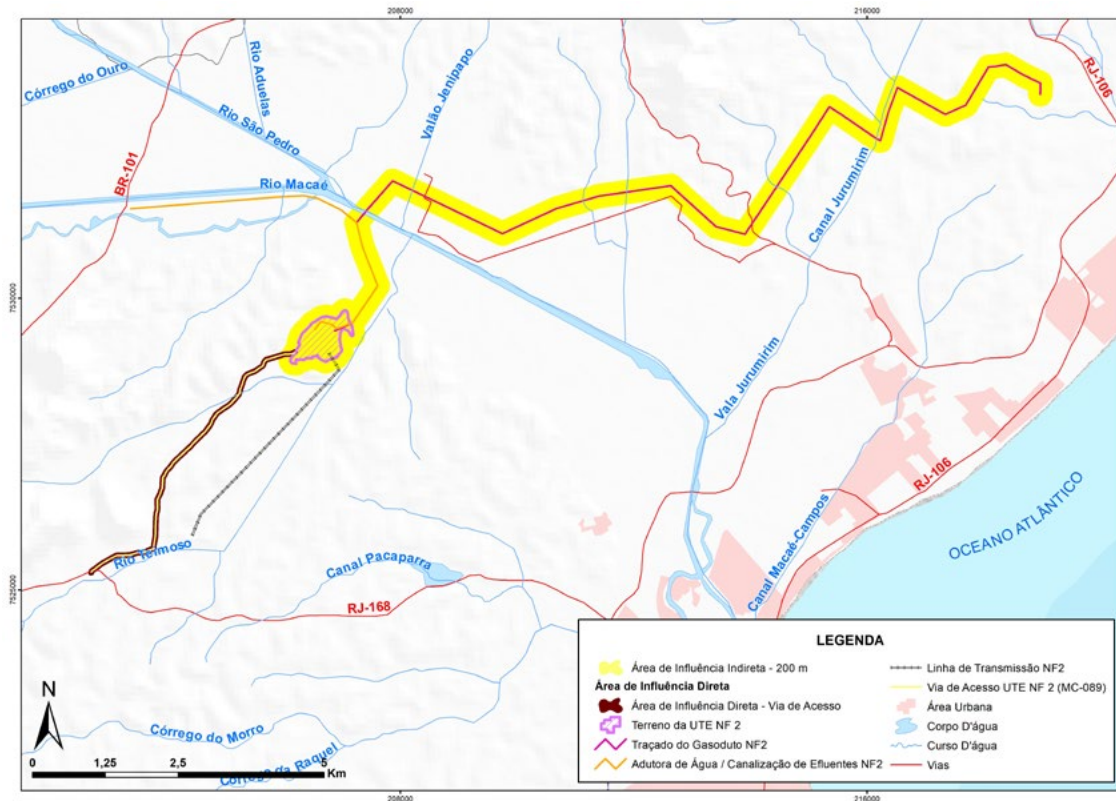 208000
216000
Córrego do Ouro
Rio Aduelas
Valão Jenipapo
RJ-106
Rio São Pedro
BR-101
Rio Macaé
Canal Jurumirim
7530000
7530000
Vala Jurumirim
RJ-106
OCEANO ATLÂNTICO
Canal Macaé-Campos
Rio Teimoso
Canal Pacaparra
7525000
7525000
RJ-168
Córrego do Morro
Córrego da Raquel
N
0 1,25 2,5 5
Km
208000
216000
LEGENDA
Área de Influência Indireta - 200 m
Área de Influência Direta
Área de Influência Direta - Via de Acesso
Terreno da UTE NF 2
Traçado do Gasoduto NF2
Adutora de Água / Canalização de Efluentes NF2
Linha de Transmissão NF2
Via de Acesso UTE NF 2 (MC-089)
Área Urbana
Corpo D'água
Curso D'água
Vias